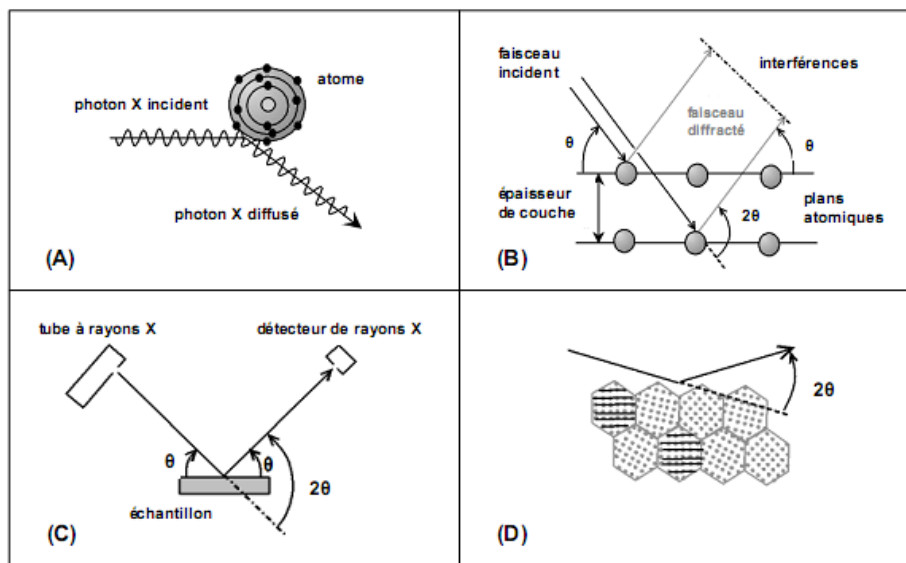 photon X incident
atome
photon X diffusé
(A)
faisceau
incident
interférences
faisceau
diffracté
θ
θ
épaisseur
de couche
2θ
plans
atomiques
(B)
tube à rayons X
détecteur de rayons X
θ
θ
2θ
échantillon
(C)
2θ
(D)